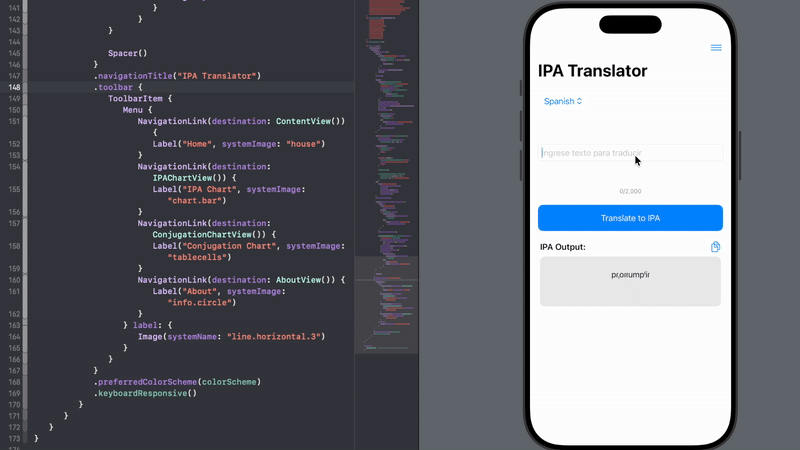 141 }
142 }
143 }
144
145 Spacer()
146 }
147 .navigationTitle("IPA Translator")
148 .toolbar {
149 ToolbarItem {
150 Menu {
151 NavigationLink(destination: ContentView())
{
152 Label("Home", systemImage: "house")
153 )
154 NavigationLink(destination:
IPAChartView()) {
155 Label("IPA Chart", systemImage:
"chart.bar")
156 }
157 NavigationLink(destination:
ConjugationChartView()) {
158 Label("Conjugation Chart", systemImage:
"tablecells")
159 }
160 NavigationLink(destination: AboutView()) {
161 Label("About", systemImage:
"info.circle")
162 }
163 } label: {
164 Image(systemName: "line.horizontal.3")
165 }
166 }
167 }
168 .preferredColorScheme(colorScheme)
169 .keyboardResponsive()
170 }
171 }
172 }
173 }
IPA Translator
Spanish
Ingrese texto para traducir
0/2,000
Translate to IPA
IPA Output: